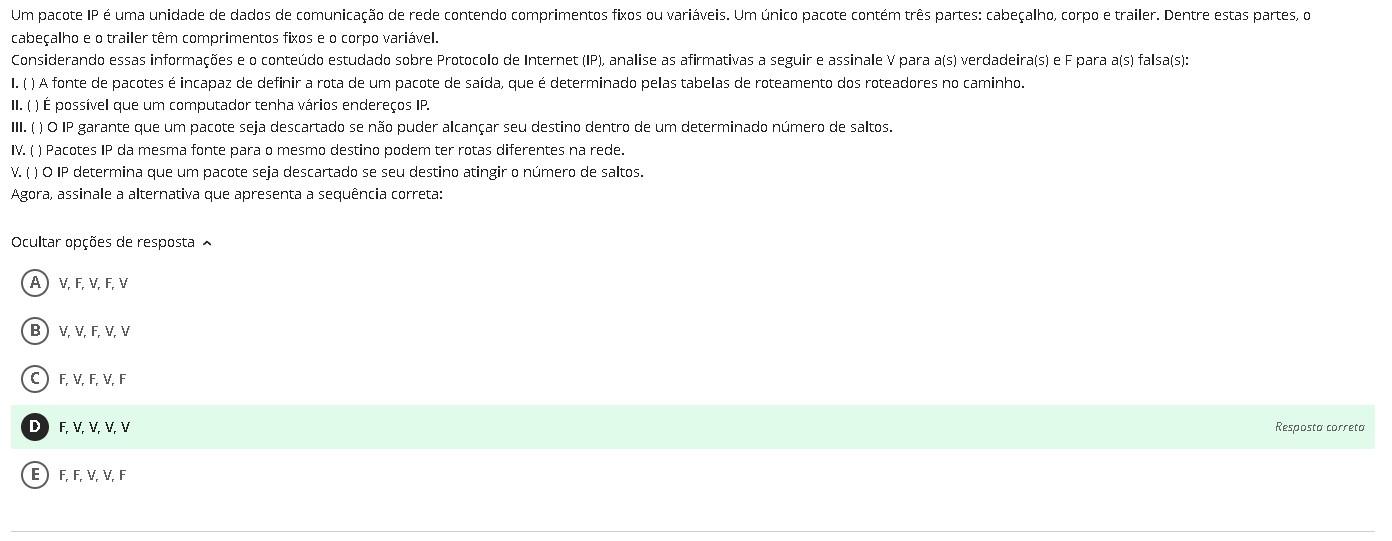 Um pacote IP é uma unidade de dados de comunicação de rede contendo comprimentos fixos ou variáveis. Um único pacote contém três partes: cabeçalho, corpo e trailer. Dentre estas partes, o
cabeçalho e o trailer têm comprimentos fixos e o corpo variável.
Considerando essas informações e o conteúdo estudado sobre Protocolo de Internet (IP), analise as afirmativas a seguir e assinale V para a(s) verdadeira(s) e F para a(s) falsa(s):
I. ( ) A fonte de pacotes é incapaz de definir a rota de um pacote de saída, que é determinado pelas tabelas de roteamento dos roteadores no caminho.
II. ( ) É possível que um computador tenha vários endereços IP.
III. ( ) O IP garante que um pacote seja descartado se não puder alcançar seu destino dentro de um determinado número de saltos.
IV. ( ) Pacotes IP da mesma fonte para o mesmo destino podem ter rotas diferentes na rede.
V. ( ) O IP determina que um pacote seja descartado se seu destino atingir o número de saltos.
Agora, assinale a alternativa que apresenta a sequência correta:
Ocultar opções de resposta
A V, F, V, F, V
B V, V, F, V, V
C F, V, F, V, F
D F, V, V, V, V Resposta correta
E F, F, V, V, F